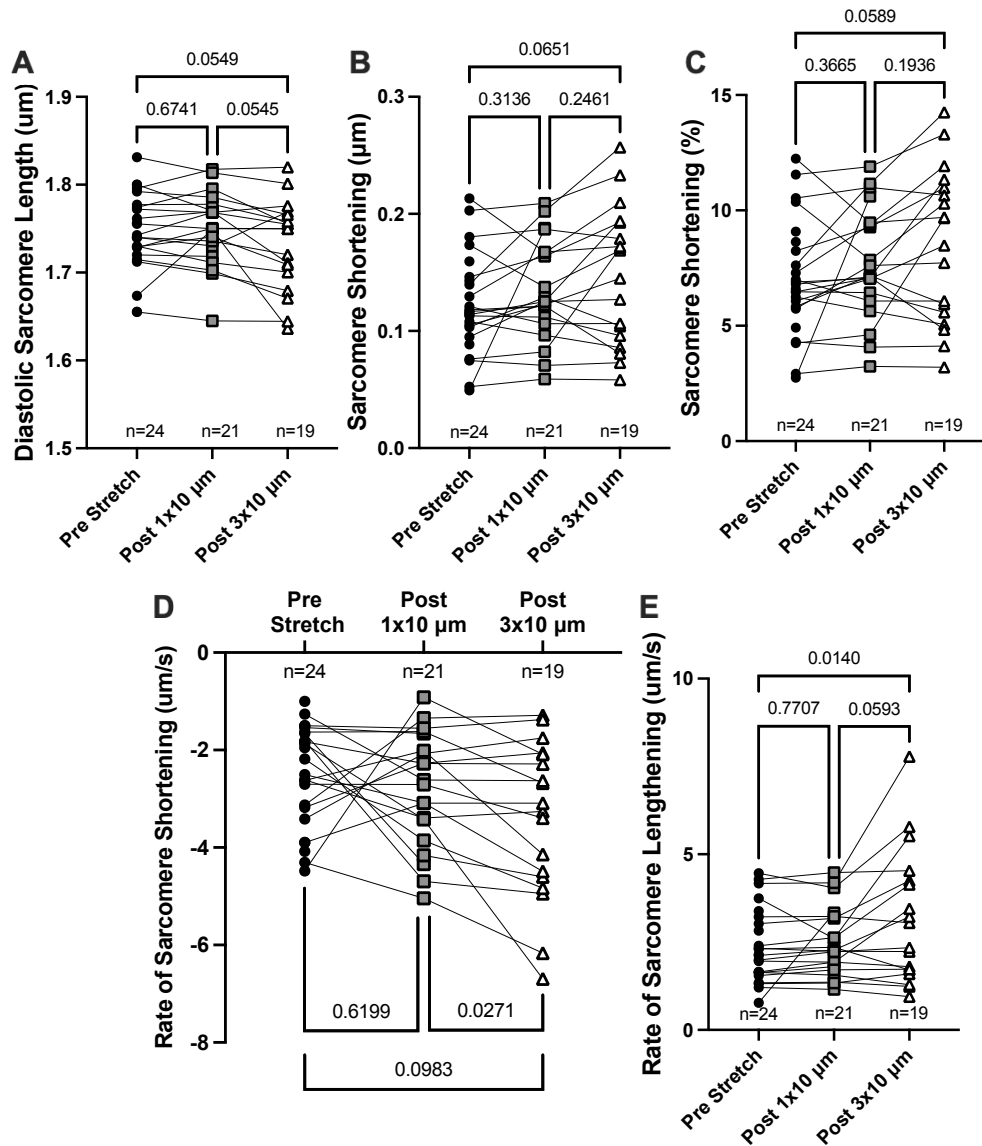 A
Diastolic Sarcomere Length (um)
0.0549
0.6741
0.0545
1.9
1.8
1.7
1.6
1.5
n=24
n=21
n=19
Pre Stretch
Post 1x10 µm
Post 3x10 µm
B
Sarcomere Shortening (µm)
0.0651
0.3136
0.2461
0.3
0.2
0.1
0.0
n=24
n=21
n=19
Pre Stretch
Post 1x10 µm
Post 3x10 µm
C
Sarcomere Shortening (%)
0.0589
0.3665
0.1936
15
10
5
0
n=24
n=21
n=19
Pre Stretch
Post 1x10 µm
Post 3x10 µm
D
Rate of Sarcomere Shortening (um/s)
Pre
Stretch
Post
1x10 µm
Post
3x10 µm
0
-2
-4
-6
-8
n=24
n=21
n=19
0.6199
0.0271
0.0983
E
Rate of Sarcomere Lengthening (um/s)
0.0140
0.7707
0.0593
10
5
0
n=24
n=21
n=19
Pre Stretch
Post 1x10 µm
Post 3x10 µm